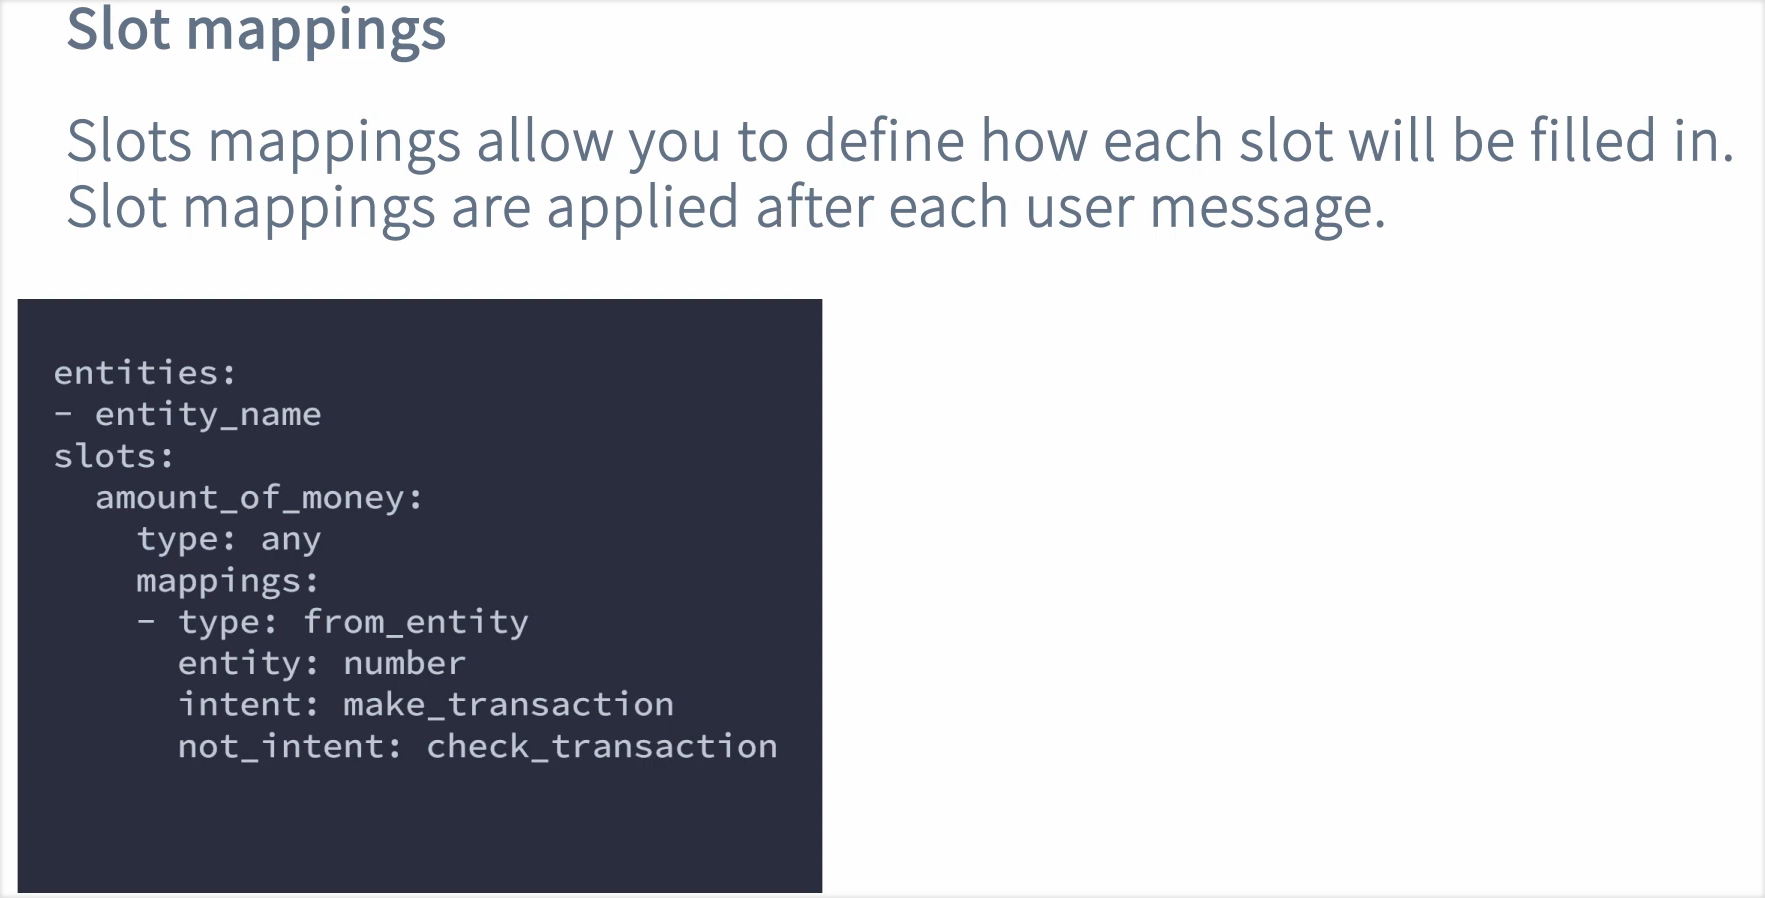 Slot mappings
Slots mappings allow you to define how each slot will be filled in.
Slot mappings are applied after each user message.
entities:
- entity_name
slots:
  amount_of_money:
    type: any
    mappings:
    - type: from_entity
      entity: number
      intent: make_transaction
      not_intent: check_transaction